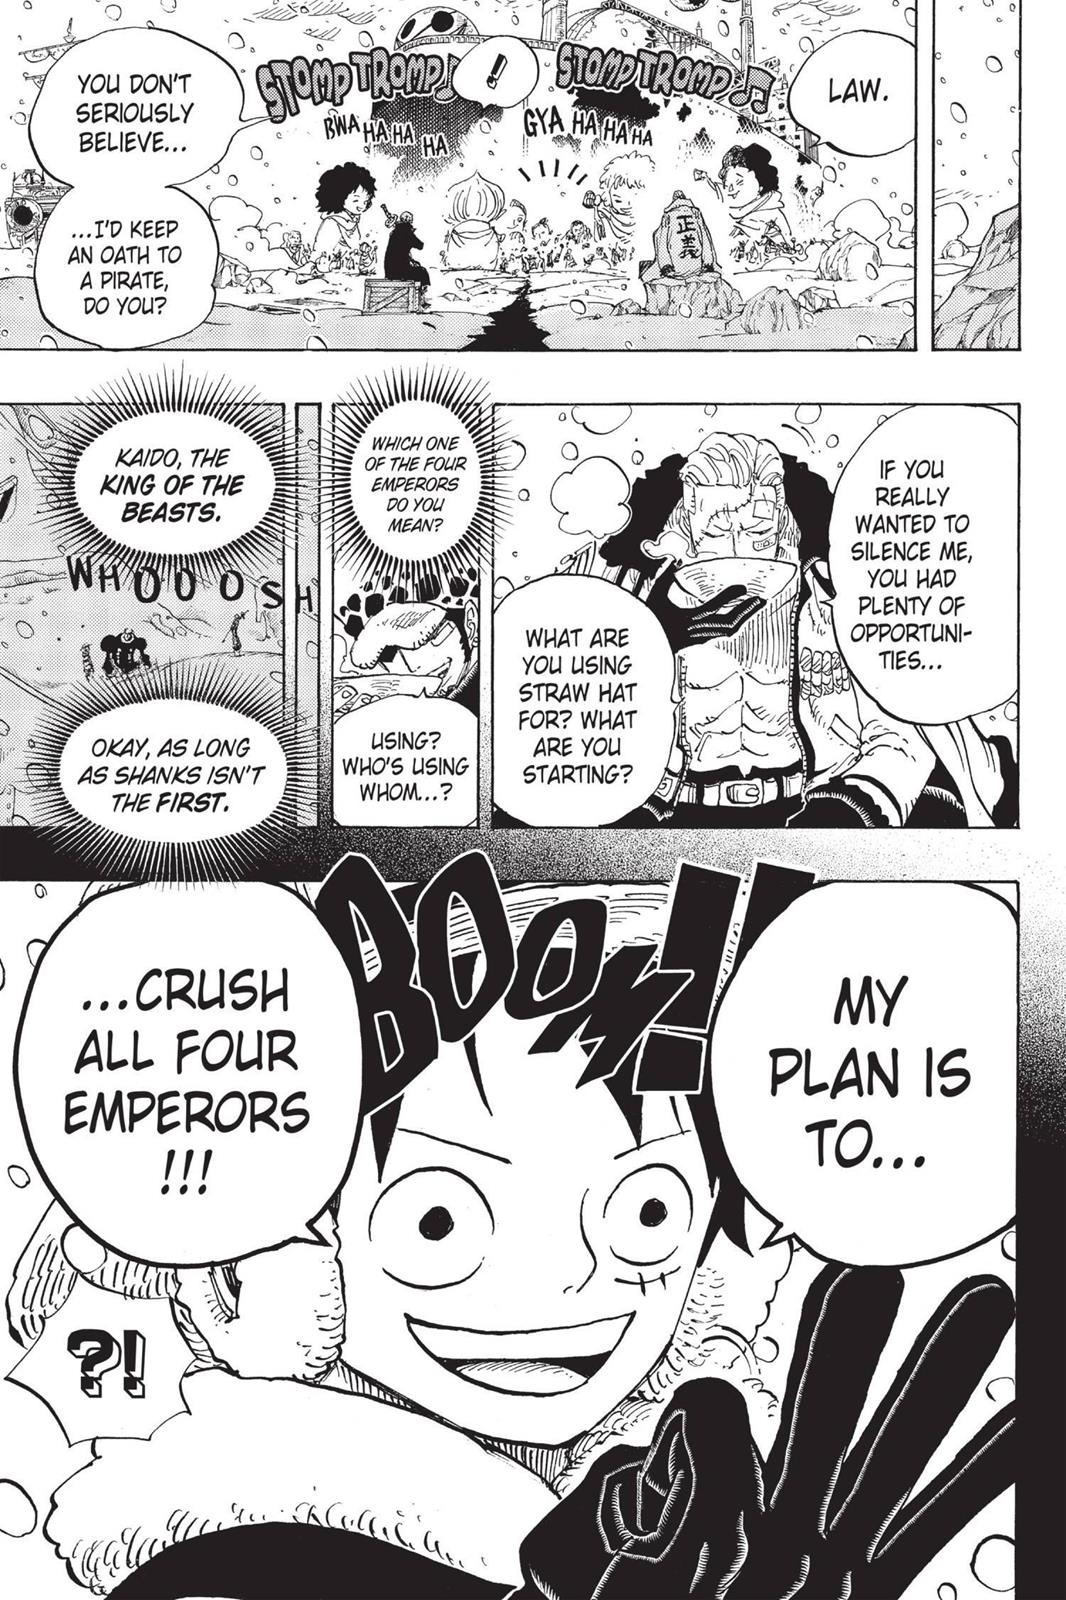 LAW.
!
STOMP TROMP♪
STOMP TROMP♫
BWA HA HA HA
GYA HA HA HA
正義
YOU DON'T
SERIOUSLY
BELIEVE...
...I'D KEEP
AN OATH TO
A PIRATE,
DO YOU?
IF YOU
REALLY
WANTED TO
SILENCE ME,
YOU HAD
PLENTY OF
OPPORTUNI-
TIES...
WHAT ARE
YOU USING
STRAW HAT
FOR? WHAT
ARE YOU
STARTING?
WHICH ONE
OF THE FOUR
EMPERORS
DO YOU
MEAN?
USING?
WHO'S USING
WHOM...?
KAIDO, THE
KING OF THE
BEASTS.
WHOOOOSH
OKAY, AS LONG
AS SHANKS ISN'T
THE FIRST.
BOOM!!
MY
PLAN IS
TO...
...CRUSH
ALL FOUR
EMPERORS
!!!
?!